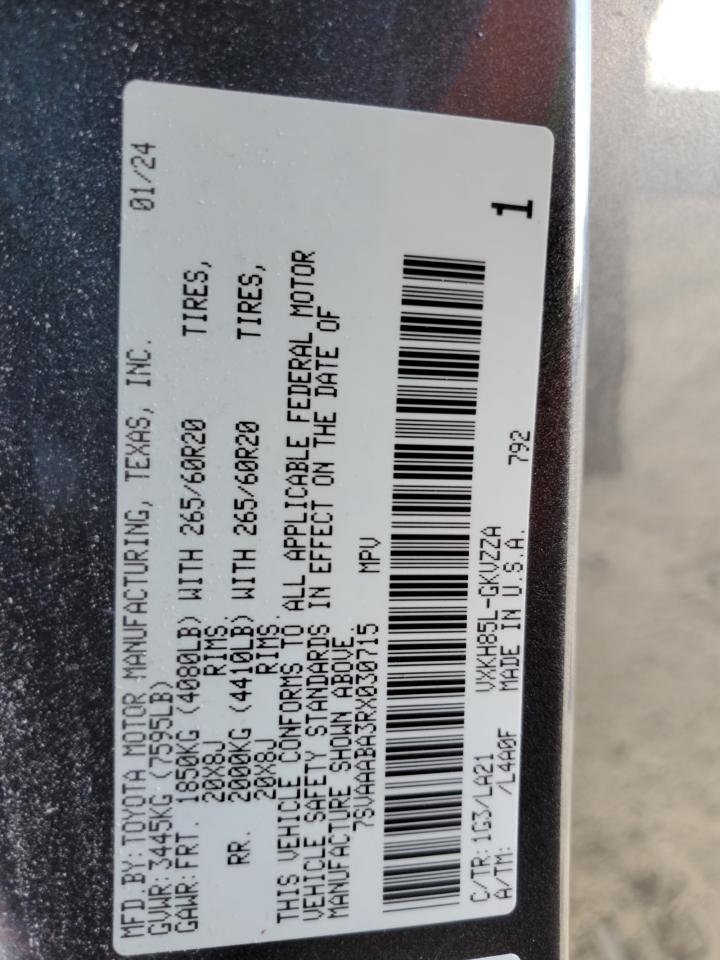 MFD.BY:TOYOTA MOTOR MANUFACTURING, TEXAS, INC. 01/24
GVWR:3445KG (7595LB)
GAWR:FRT. 1850KG (4080LB) WITH 265/60R20 TIRES,
20X8J RIMS.
RR. 2000KG (4410LB) WITH 265/60R20 TIRES,
20X8J RIMS.
THIS VEHICLE CONFORMS TO ALL APPLICABLE FEDERAL MOTOR
VEHICLE SAFETY STANDARDS IN EFFECT ON THE DATE OF
MANUFACTURE SHOWN ABOVE.
7SVAAABA3RX030715 MPV
1
C/TR:1G3/LA21 VXKH85L-GKVZZA
A/TM: /L4A0F MADE IN U.S.A. 792